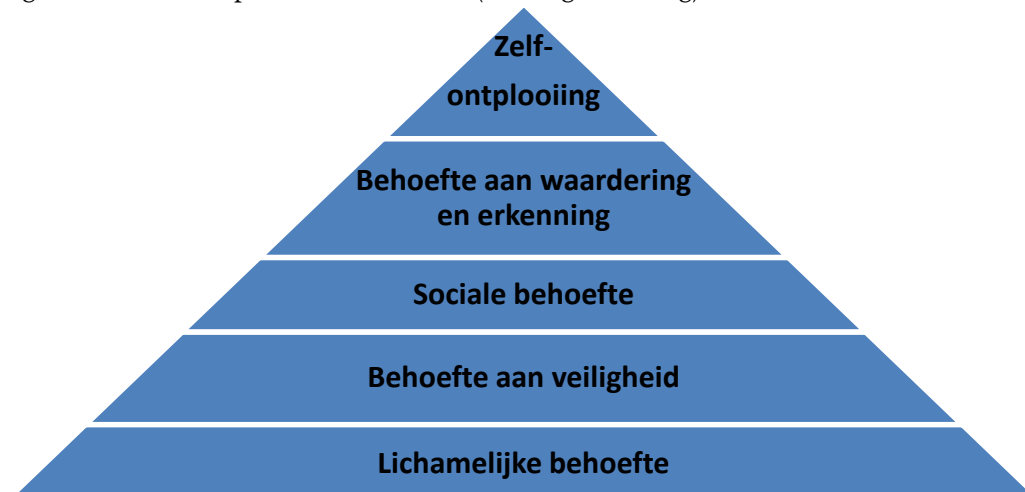 Zelf-
ontplooiing
Behoefte aan waardering
en erkenning
Sociale behoefte
Behoefte aan veiligheid
Lichamelijke behoefte